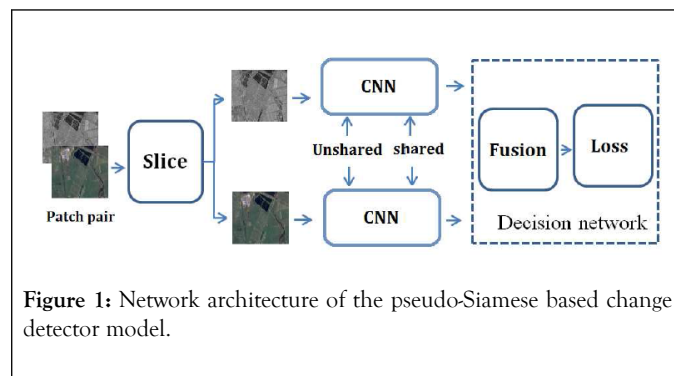 CNN
Slice
Unshared shared
Fusion
Loss
Patch pair
CNN
Decision network
Figure 1: Network architecture of the pseudo-Siamese based change
detector model.